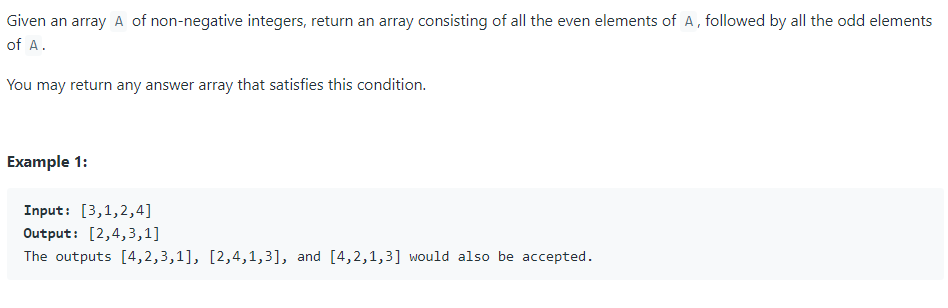 Given an array A of non-negative integers, return an array consisting of all the even elements of A, followed by all the odd elements
of A.
You may return any answer array that satisfies this condition.
Example 1:
Input: [3,1,2,4]
Output: [2,4,3,1]
The outputs [4,2,3,1], [2,4,1,3], and [4,2,1,3] would also be accepted.